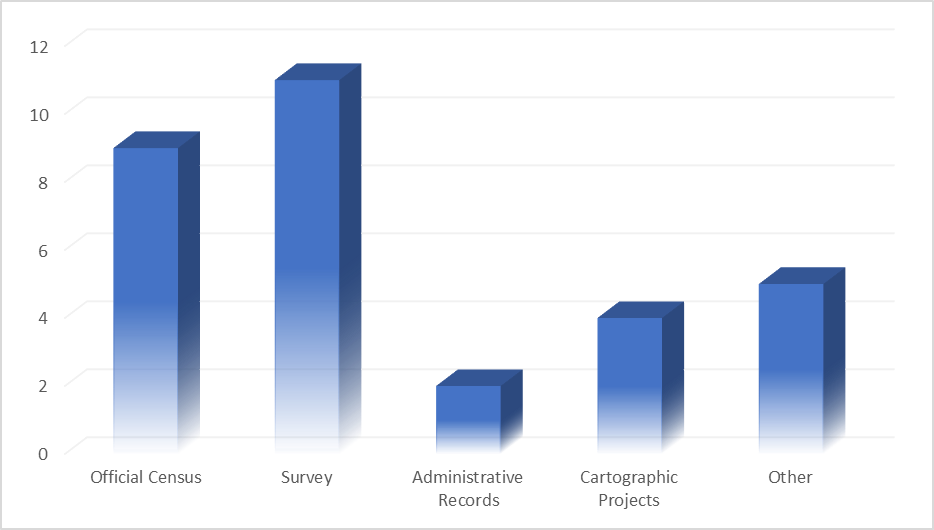 12
10
8
6
4
2
0
Official Census
Survey
Administrative
Records
Cartographic
Projects
Other